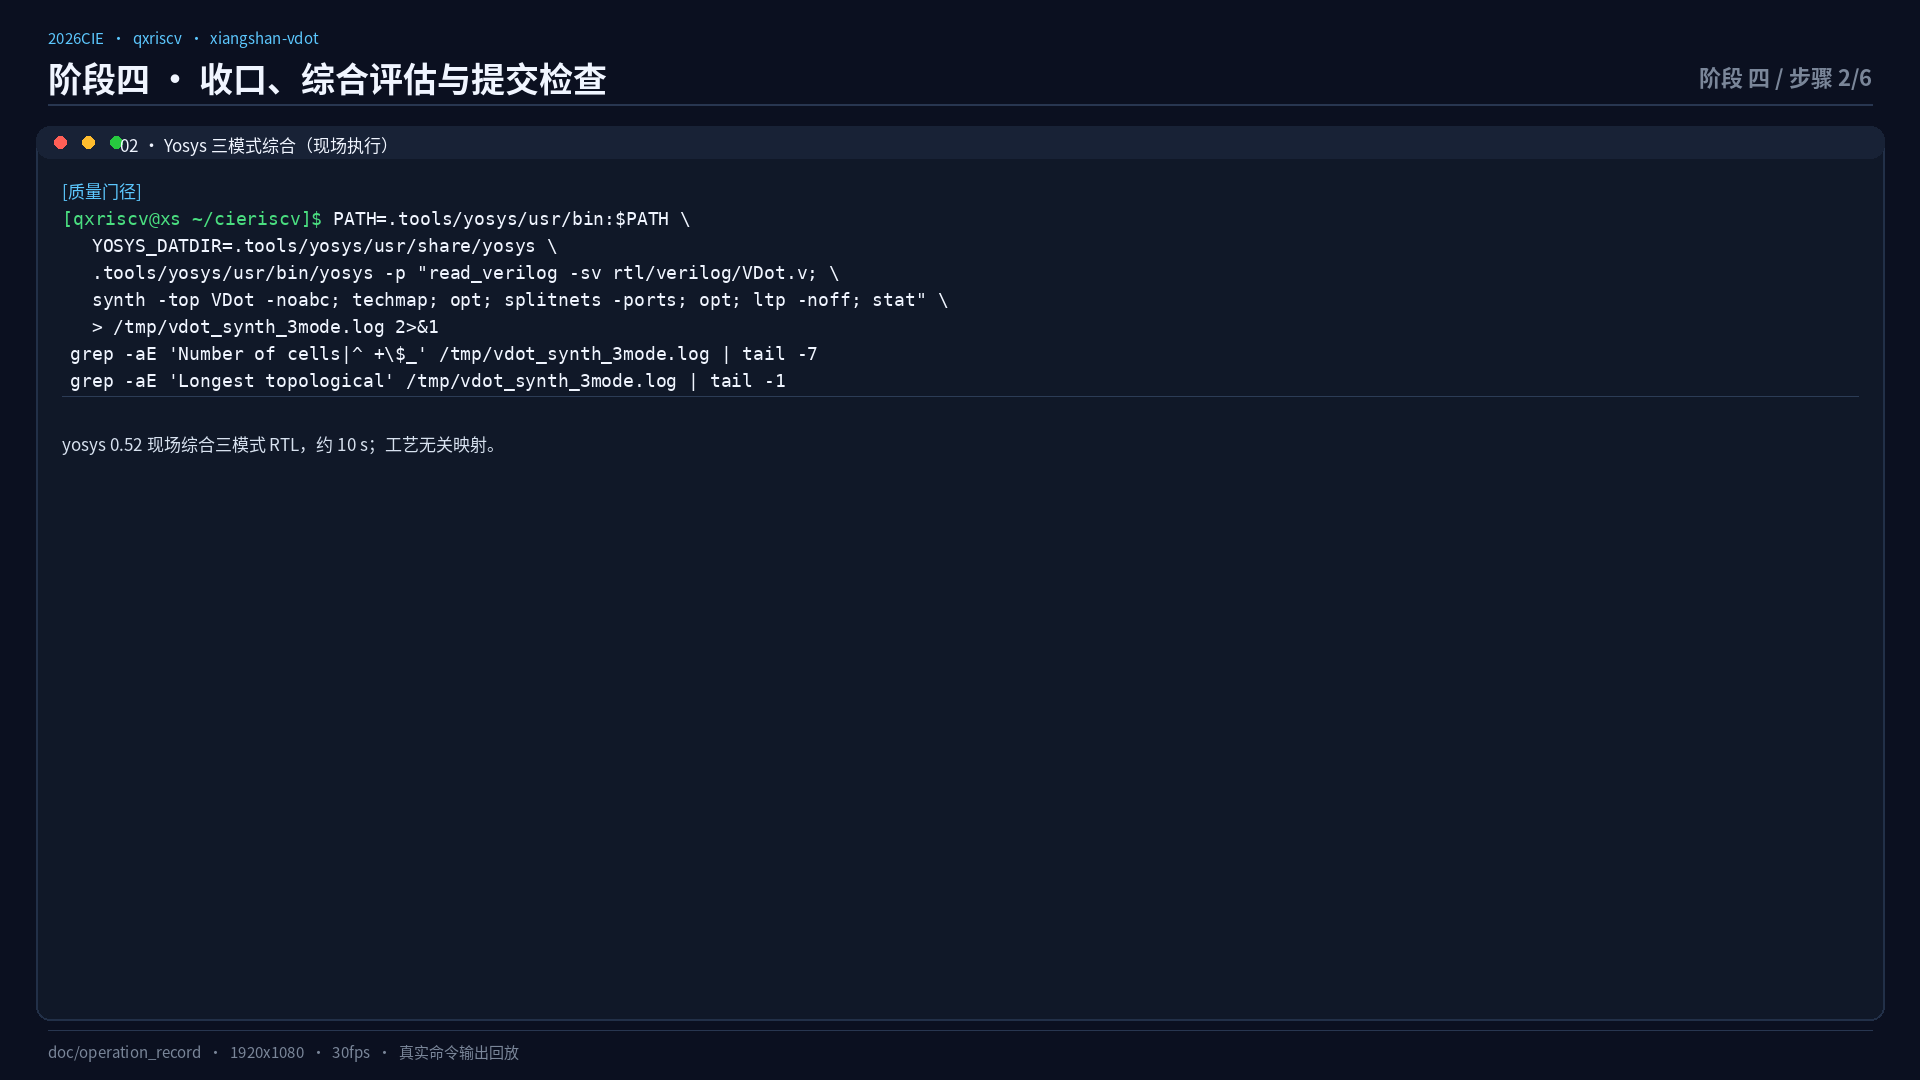 2026CIE · qxriscv · xiangshan-vdot
阶段四 · 收口、综合评估与提交检查
阶段 四 / 步骤 2/6
02 · Yosys 三模式综合（现场执行）
[质量门径]
[qxriscv@xs ~/cieriscv]$ PATH=.tools/yosys/usr/bin:$PATH \
YOSYS_DATDIR=.tools/yosys/usr/share/yosys \
.tools/yosys/usr/bin/yosys -p "read_verilog -sv rtl/verilog/VDot.v; \
synth -top VDot -noabc; techmap; opt; splitnets -ports; opt; ltp -noff; stat" \
> /tmp/vdot_synth_3mode.log 2>&1
grep -aE 'Number of cells|^ +\$_' /tmp/vdot_synth_3mode.log | tail -7
grep -aE 'Longest topological' /tmp/vdot_synth_3mode.log | tail -1
yosys 0.52 现场综合三模式 RTL，约 10 s；工艺无关映射。
doc/operation_record · 1920x1080 · 30fps · 真实命令输出回放